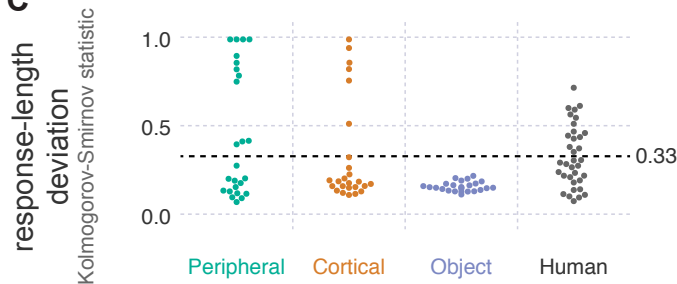 C
response-length
deviation
Kolmogorov-Smirnov statistic
1.0
0.5
0.0
0.33
Peripheral Cortical Object Human